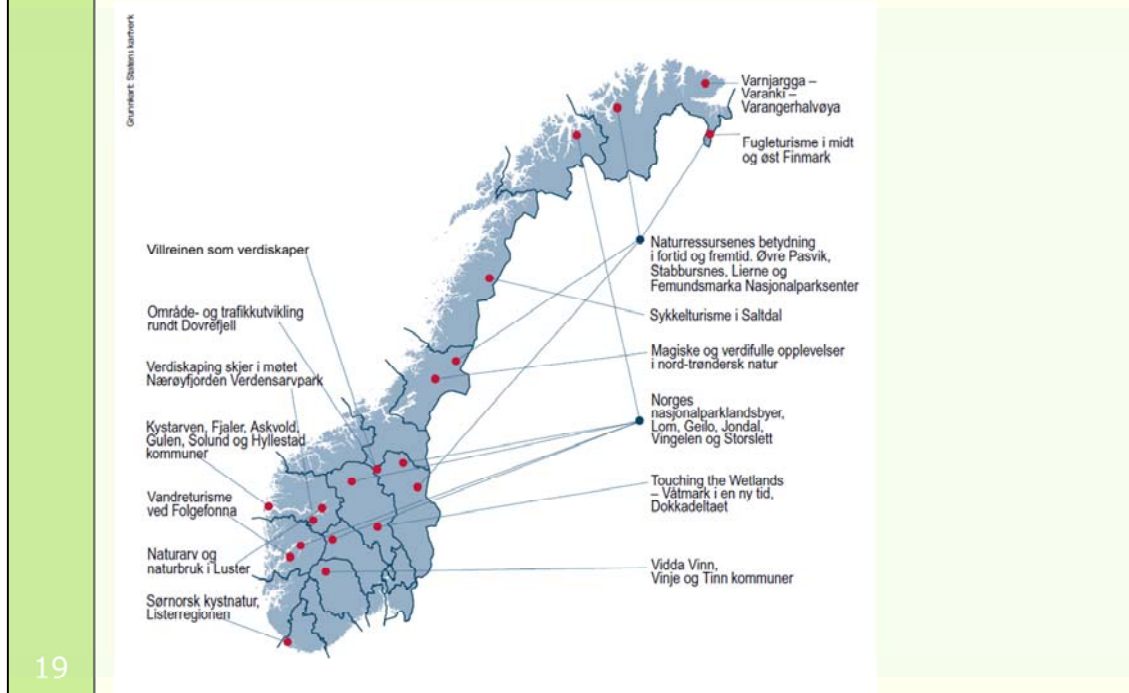 Grunnkart: Statens kartverk
Varnjargga –
Varanki –
Varangerhalvøya
Fugleturisme i midt
og øst Finmark
Naturressursenes betydning
i fortid og fremtid. Øvre Pasvik,
Stabbursnes, Lierne og
Femundsmarka Nasjonalparksenter
Sykkelturisme i Saltdal
Magiske og verdifulle opplevelser
i nord-trøndersk natur
Norges
nasjonalparklandsbyer,
Lom, Geilo, Jondal,
Vingelen og Storslett
Touching the Wetlands
– Våtmark i en ny tid,
Dokkadeltaet
Vidda Vinn,
Vinje og Tinn kommuner
Villreinen som verdiskaper
Område- og trafikkutvikling
rundt Dovrefjell
Verdiskaping skjer i møtet
Nærøyfjorden Verdensarvpark
Kystarven, Fjaler, Askvold,
Gulen, Solund og Hyllestad
kommuner
Vandreturisme
ved Folgefonna
Naturarv og
naturbruk i Luster
Sørnorsk kystnatur,
Listerregionen
19